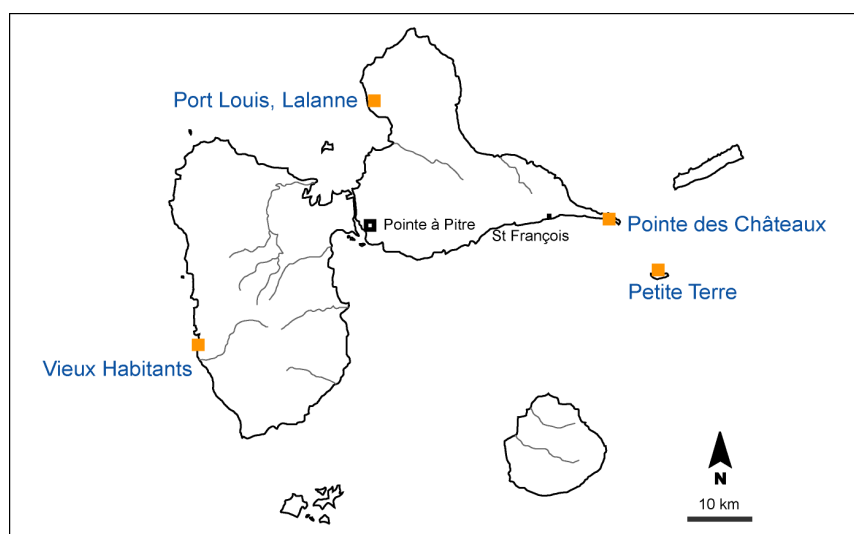 Port Louis, Lalanne
Pointe à Pitre
St François
Pointe des Châteaux
Petite Terre
Vieux Habitants
N
10 km